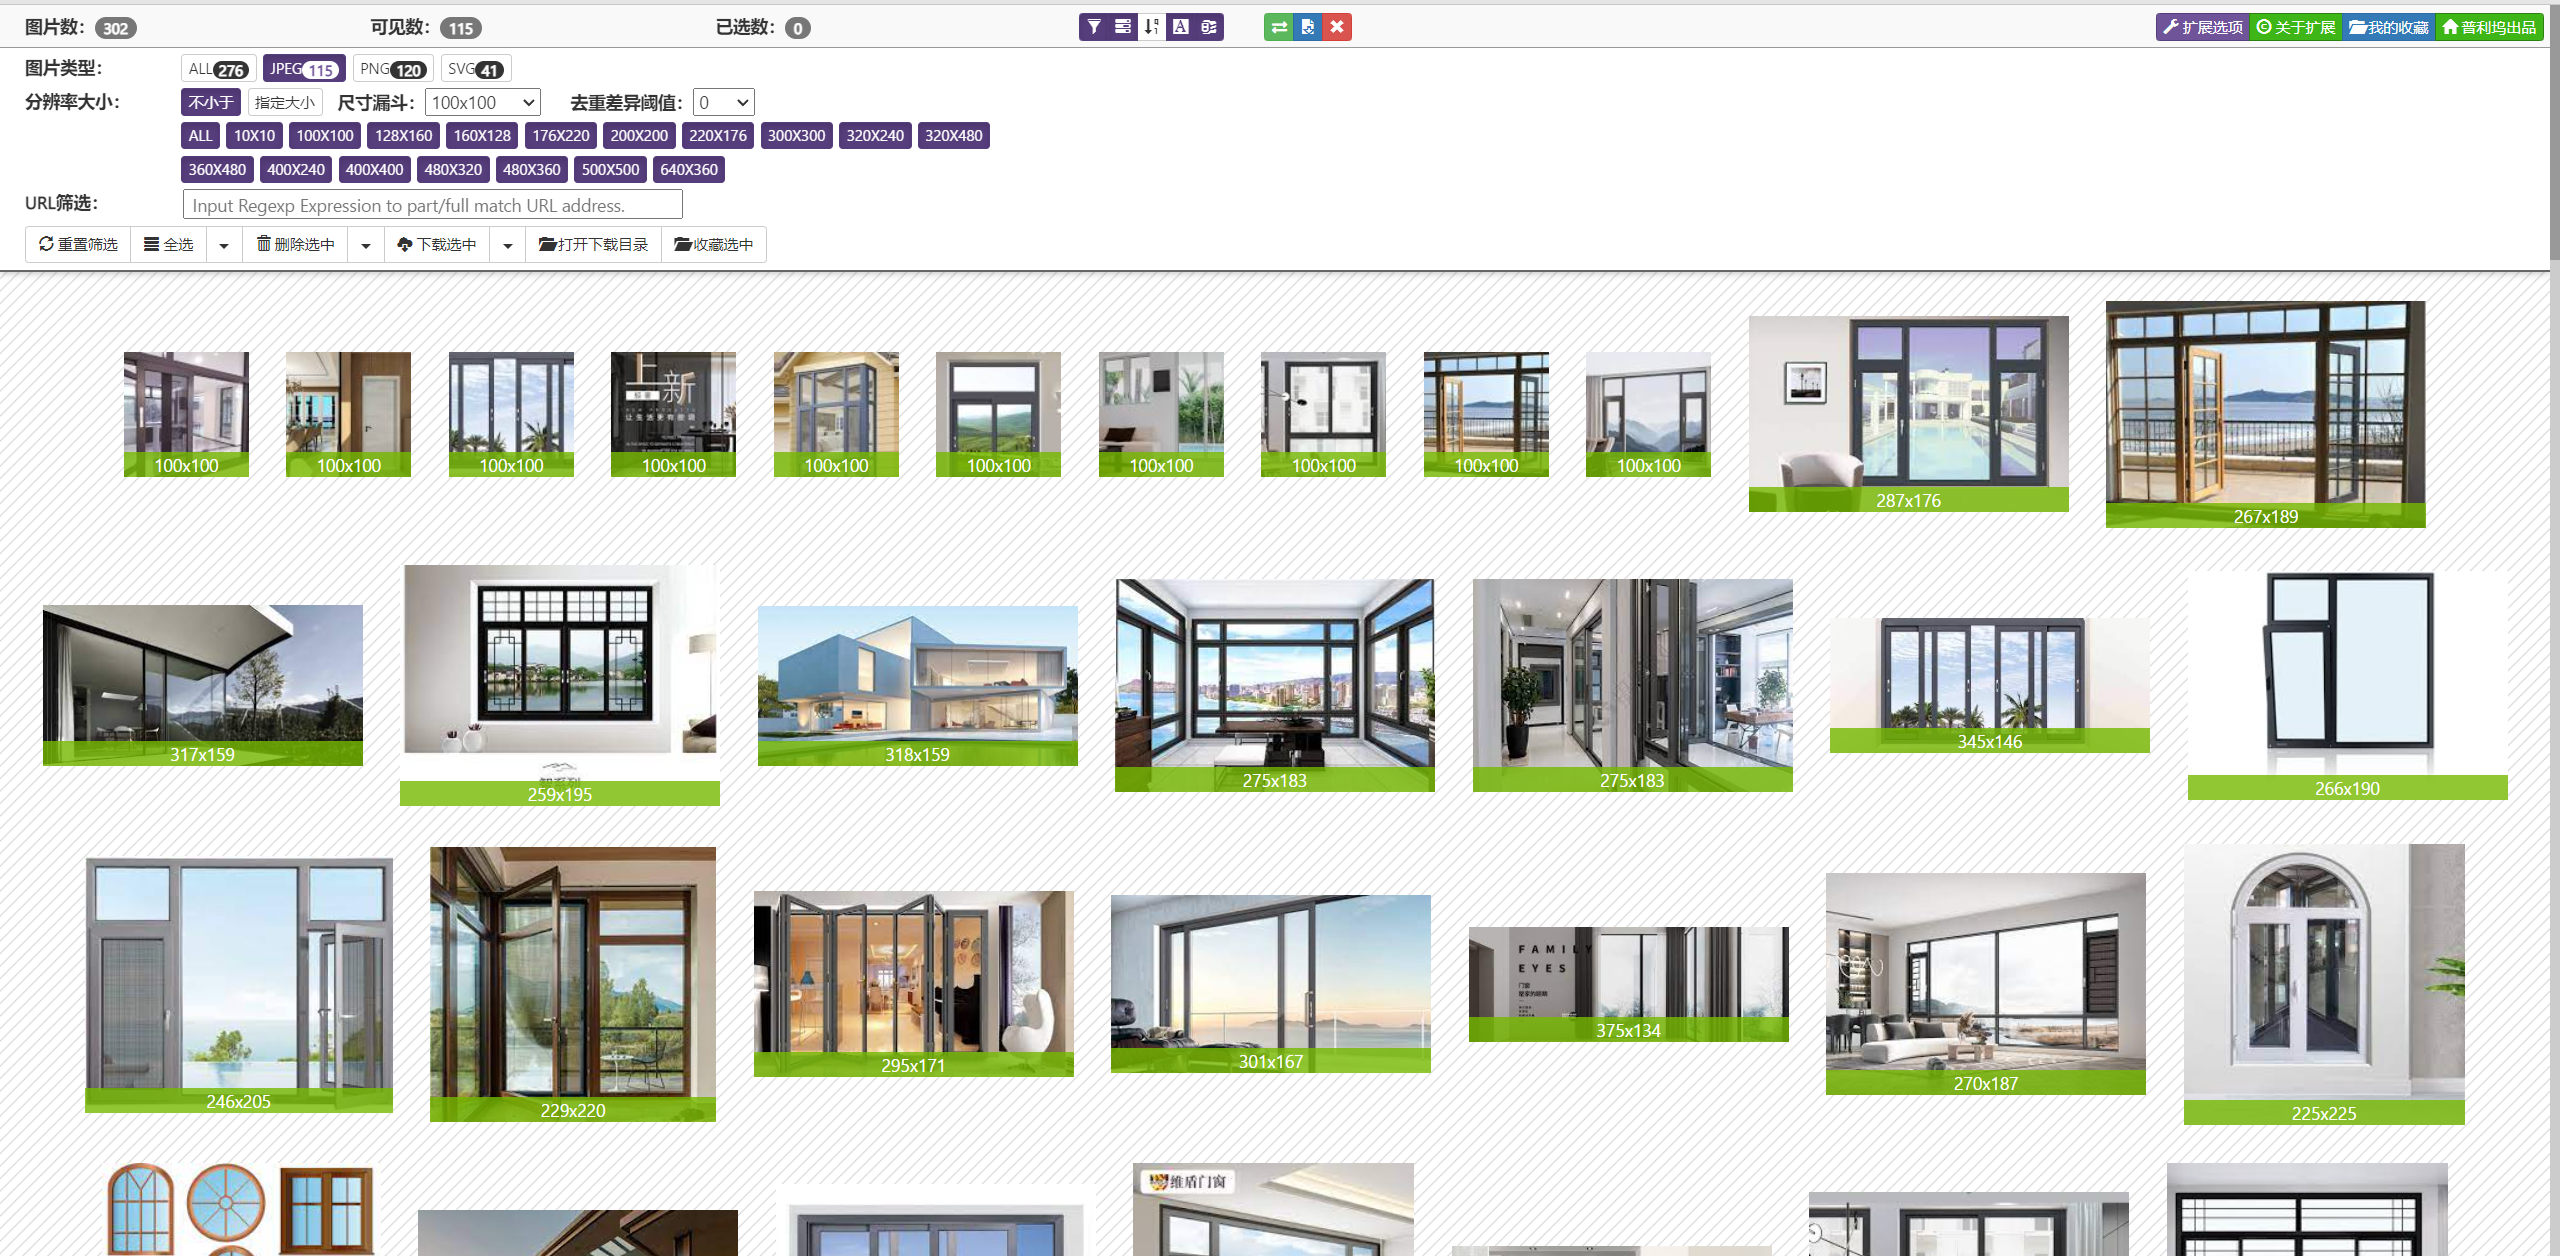 图片数： 302 可见数： 115 已选数： 0 扩展选项 关于扩展 我的收藏 普利坞出品
图片类型： ALL 276 JPEG 115 PNG 120 SVG 41
分辨率大小： 不小于 指定大小 尺寸漏斗： 100x100 去重差异阈值： 0
ALL 10X10 100X100 128X160 160X128 176X220 200X200 220X176 300X300 320X240 320X480
360X480 400X240 400X400 480X320 480X360 500X500 640X360
URL筛选： Input Regexp Expression to part/full match URL address.
重置筛选 全选 删除选中 下载选中 打开下载目录 收藏选中
上新
100x100 100x100 100x100 100x100 100x100 100x100 100x100 100x100 100x100 100x100 287x176 267x189
317x159 259x195 318x159 275x183 275x183 345x146 266x190
FAMILY
EYES
门窗
246x205 229x220 295x171 301x167 375x134 270x187 225x225
维盾门窗